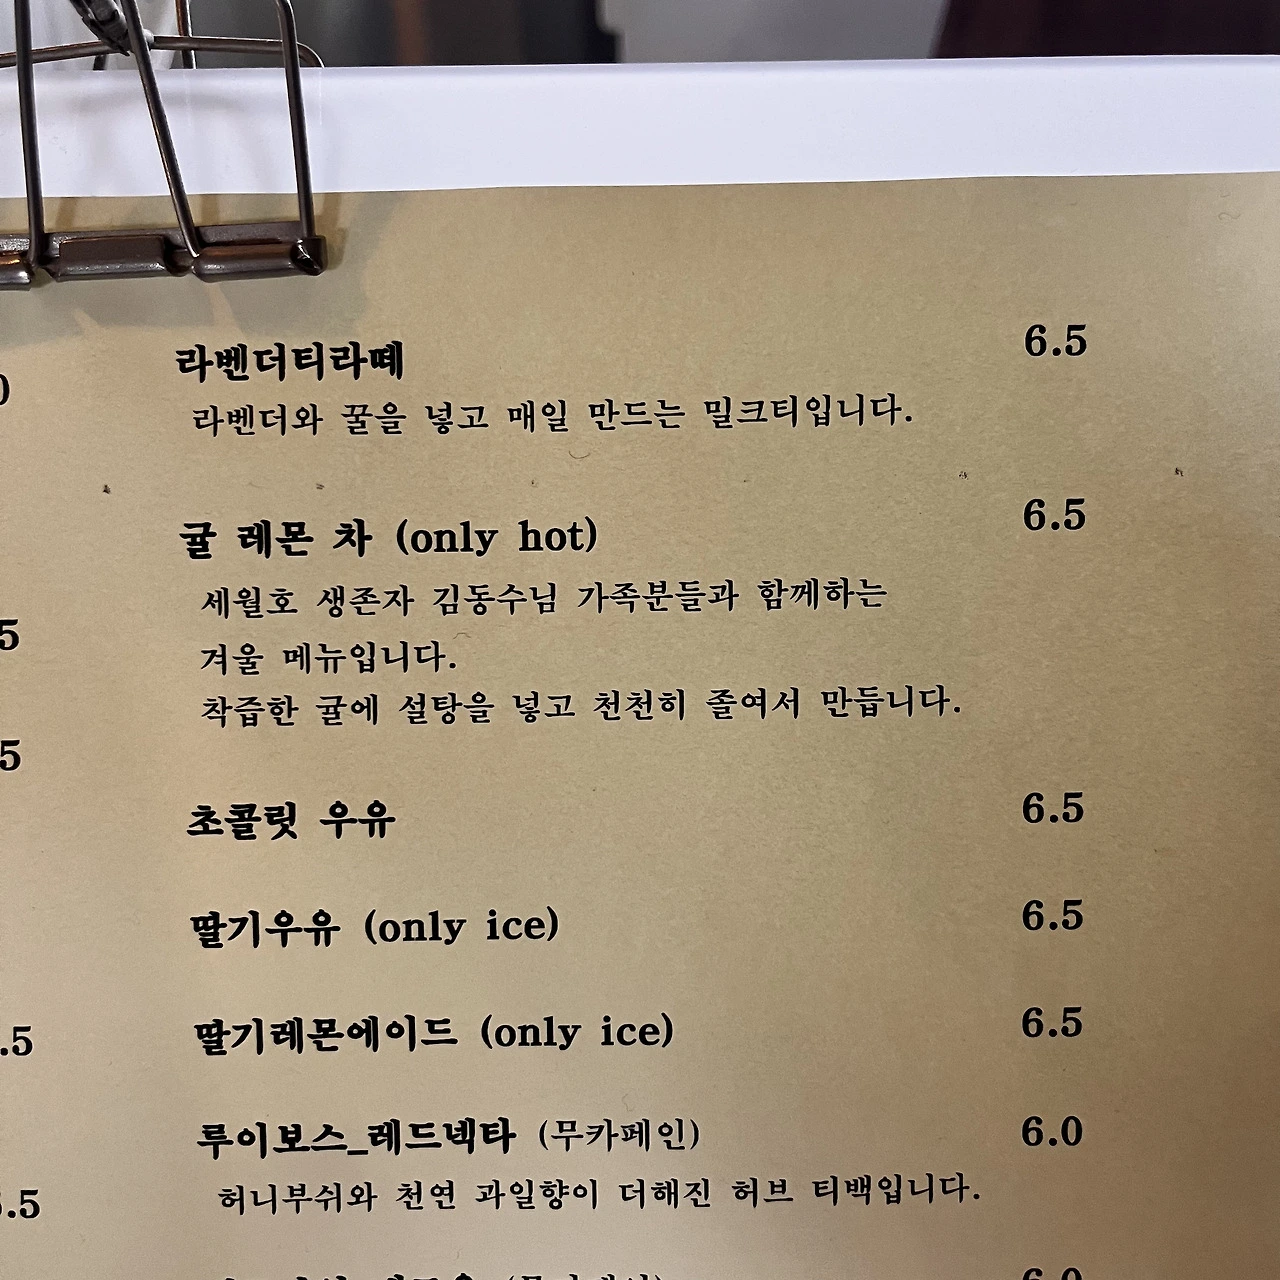 라벤더티라떼 6.5
라벤더와 꿀을 넣고 매일 만드는 밀크티입니다.
귤 레몬 차 (only hot) 6.5
세월호 생존자 김동수님 가족분들과 함께하는
겨울 메뉴입니다.
착즙한 귤에 설탕을 넣고 천천히 졸여서 만듭니다.
5
5
초콜릿 우유 6.5
딸기우유 (only ice) 6.5
.5
딸기레몬에이드 (only ice) 6.5
루이보스_레드넥타 (무카페인) 6.0
.5
허니부쉬와 천연 과일향이 더해진 허브 티백입니다.